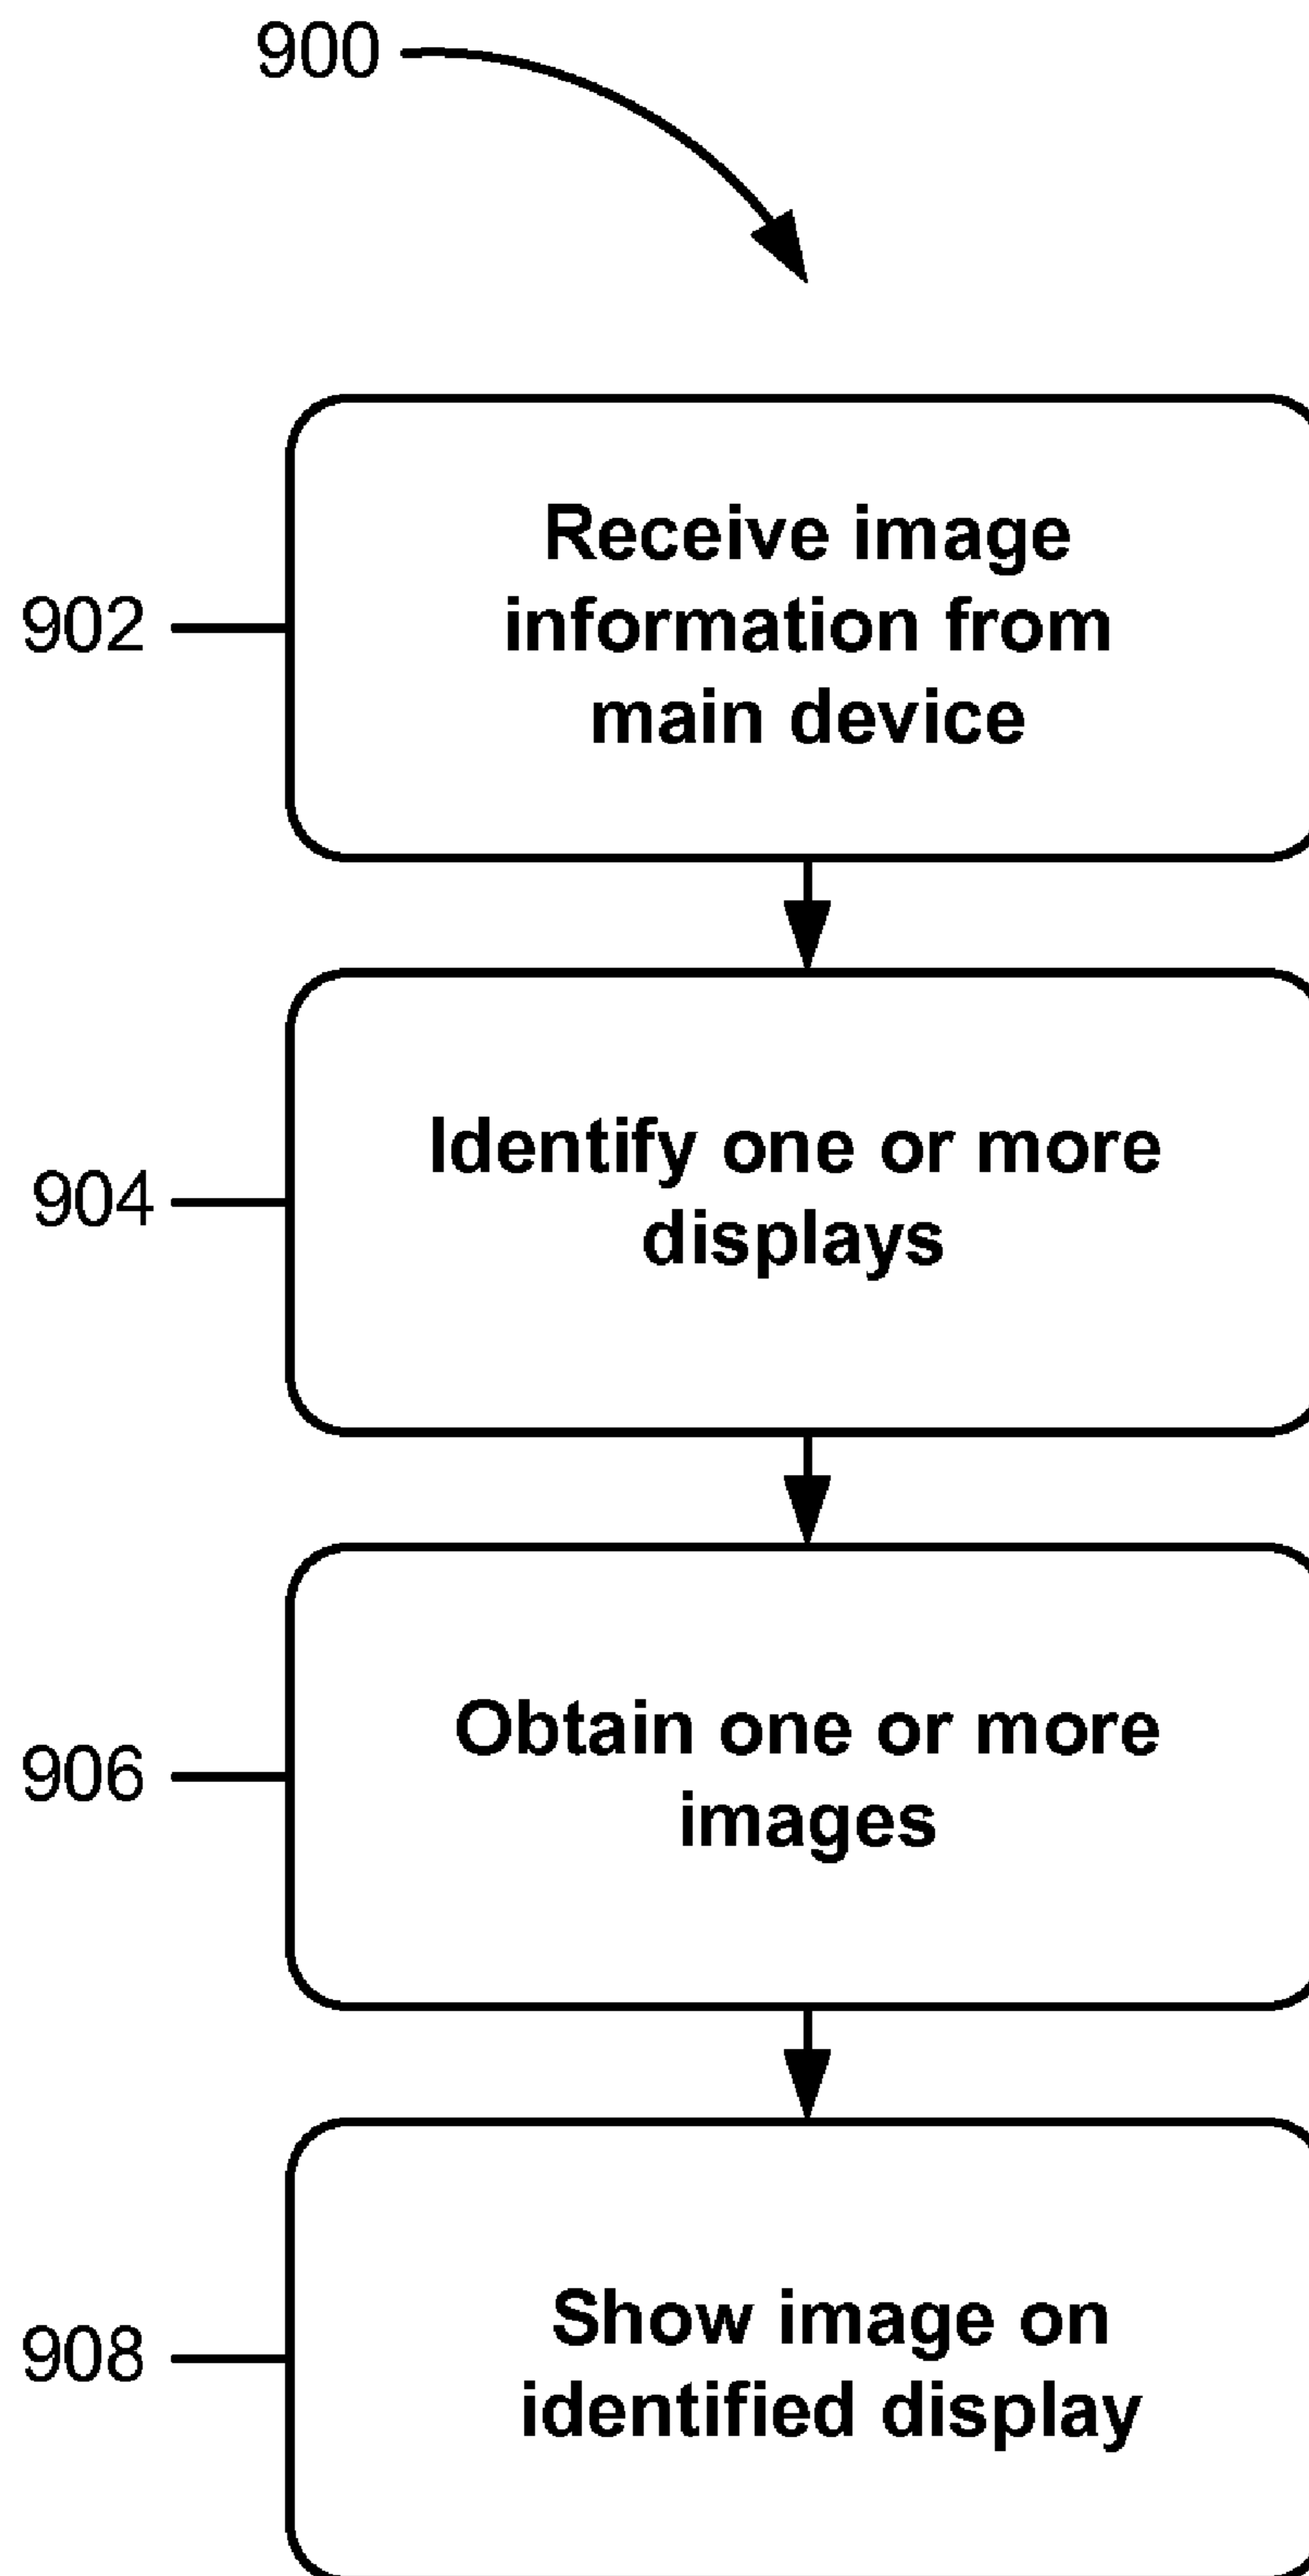 900
902
Receive image
information from
main device
904
Identify one or more
displays
906
Obtain one or more
images
908
Show image on
identified display